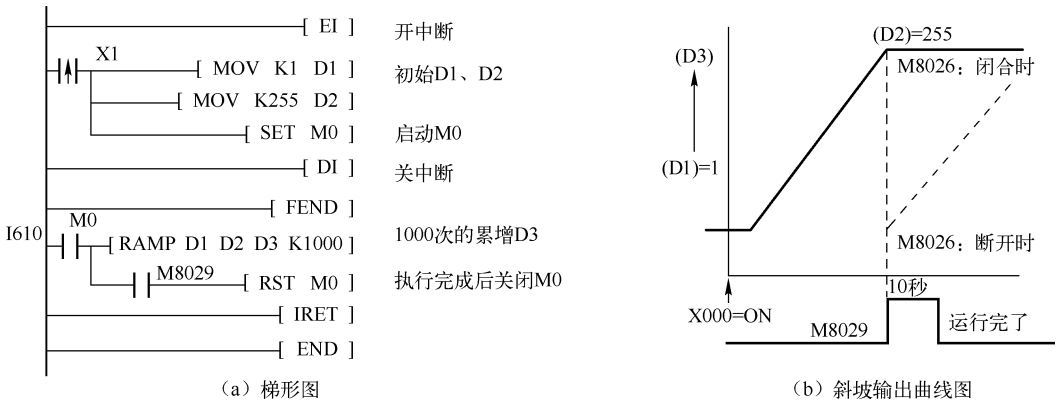 [ EI ] 开中断
X1
[ MOV K1 D1 ] 初始D1、D2
[ MOV K255 D2 ]
[ SET M0 ] 启动M0
[ DI ] 关中断
[ FEND ]
I610 M0
[ RAMP D1 D2 D3 K1000 ] 1000次的累增D3
M8029 [ RST M0 ] 执行完成后关闭M0
[ IRET ]
[ END ]
（a）梯形图
(D2)=255
(D3)
M8026：闭合时
(D1)=1
M8026：断开时
10秒
X000=ON
M8029
运行完了
（b）斜坡输出曲线图